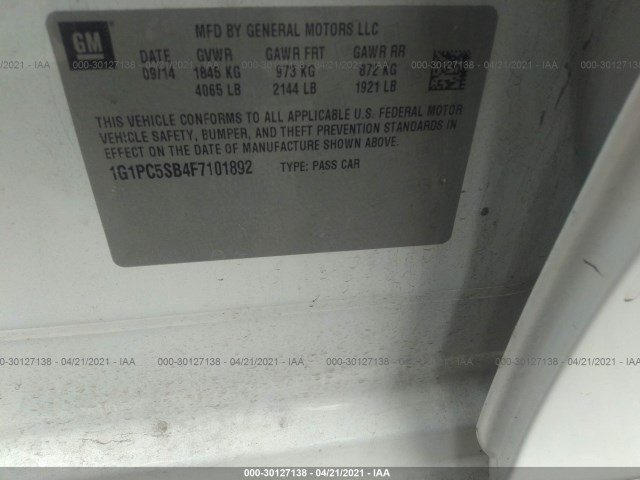 GM
MFD BY GENERAL MOTORS LLC
DATE GVWR GAWR FRT GAWR RR
09/14 1845 KG 973 KG 872 KG
4065 LB 2144 LB 1921 LB
THIS VEHICLE CONFORMS TO ALL APPLICABLE U.S. FEDERAL MOTOR
VEHICLE SAFETY, BUMPER, AND THEFT PREVENTION STANDARDS IN
EFFECT ON THE DATE OF MANUFACTURE SHOWN ABOVE.
1G1PC5SB4F7101892 TYPE: PASS CAR
000-30127138 - 04/21/2021 - IAA 000-30127138 - 04/21/2021 - IAA 000-30127138 - 04/21/2021 - IAA
000-30127138 - 04/21/2021 - IAA 000-30127138 - 04/21/2021 - IAA 000-30127138 - 04/21/2021 - IAA
000-30127138 - 04/21/2021 - IAA